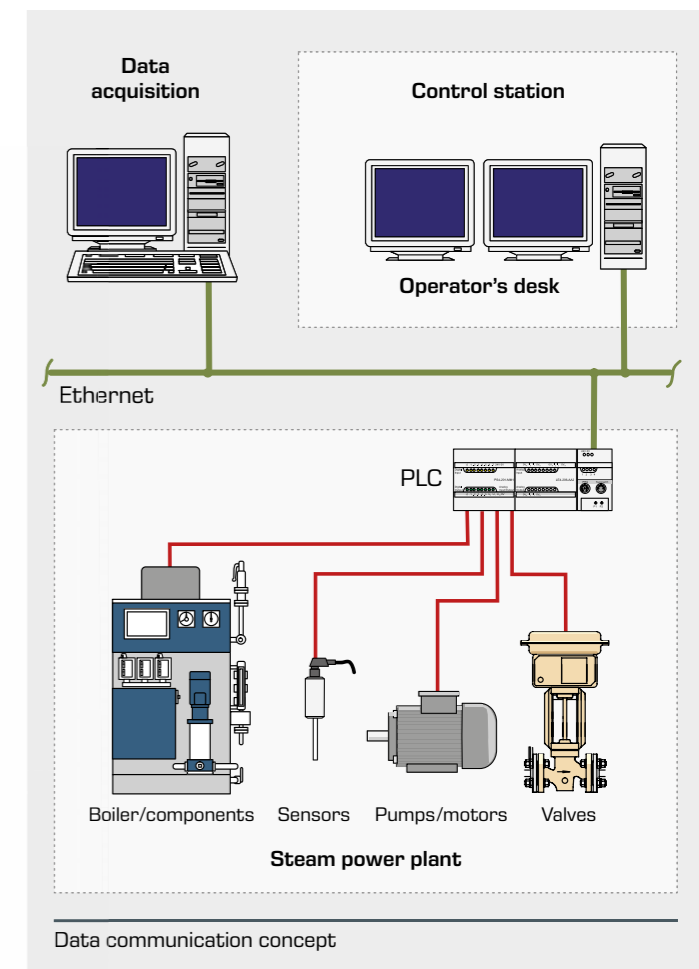 Data
acquisition
Control station
Operator's desk
Ethernet
PLC
Boiler/components
Sensors
Pumps/motors
Valves
Steam power plant
Data communication concept